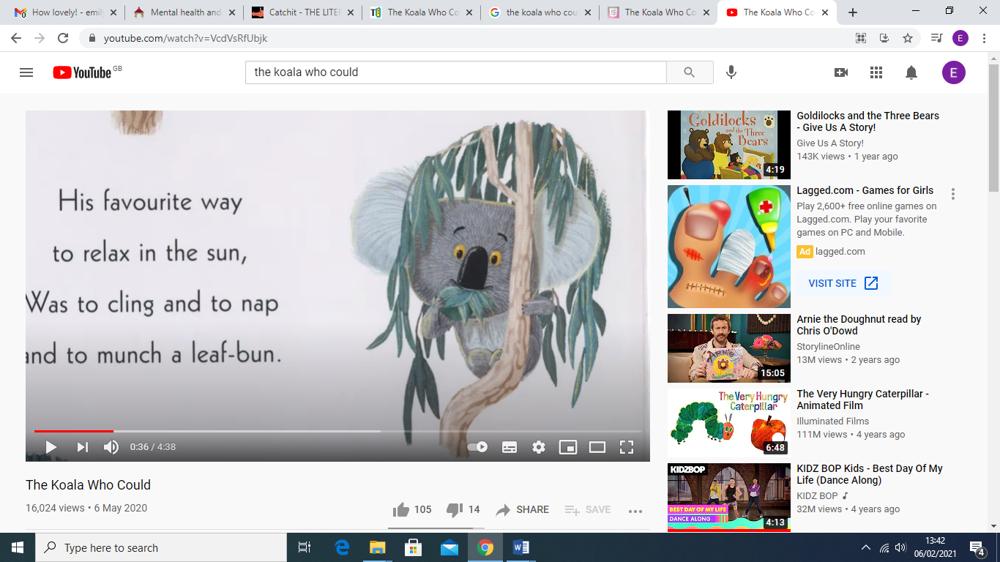 How lovely! - emily
Mental health and
Catchit - THE LITER
The Koala Who Co
the koala who cou
The Koala Who Co
The Koala Who Co
youtube.com/watch?v=VcdVsRfUbjk
E
YouTube GB
the koala who could
E
His favourite way
to relax in the sun,
Was to cling and to nap
and to munch a leaf-bun.
0:36 / 4:38
The Koala Who Could
16,024 views • 6 May 2020
105
14
SHARE
SAVE
Goldilocks
and the Three
Bears
4:19
Goldilocks and the Three Bears
- Give Us A Story!
Give Us A Story!
143K views • 1 year ago
Lagged.com - Games for Girls
Play 2,600+ free online games on
Lagged.com. Play your favorite
games on PC and Mobile.
Ad lagged.com
VISIT SITE
ARNIE
15:05
Arnie the Doughnut read by
Chris O'Dowd
StorylineOnline
13M views • 2 years ago
The Very Hungry
Caterpillar
6:48
The Very Hungry Caterpillar -
Animated Film
Illuminated Films
111M views • 4 years ago
KIDZBOP
BEST DAY OF MY LIFE
DANCE ALONG
4:13
KIDZ BOP Kids - Best Day Of My
Life (Dance Along)
KIDZ BOP
32M views • 4 years ago
Type here to search
13:42
06/02/2021
4